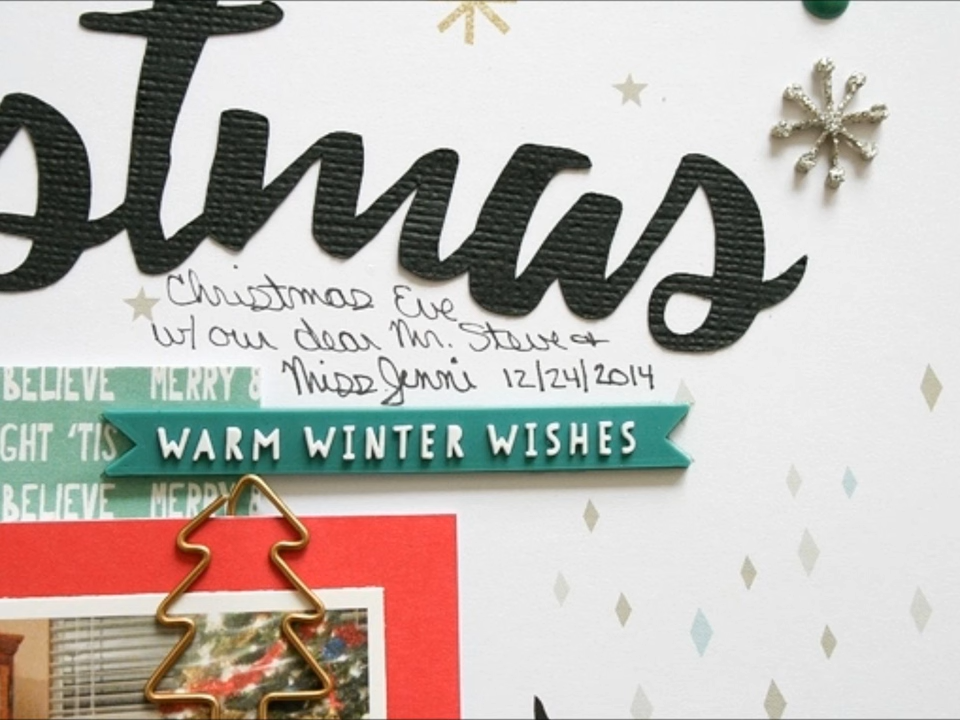 stmas
Christmas Eve
w/ our dear Mr. Steve &
Miss Jenni 12/24/2014
BELIEVE MERRY &
GHT 'TIS
WARM WINTER WISHES
BELIEVE MERRY